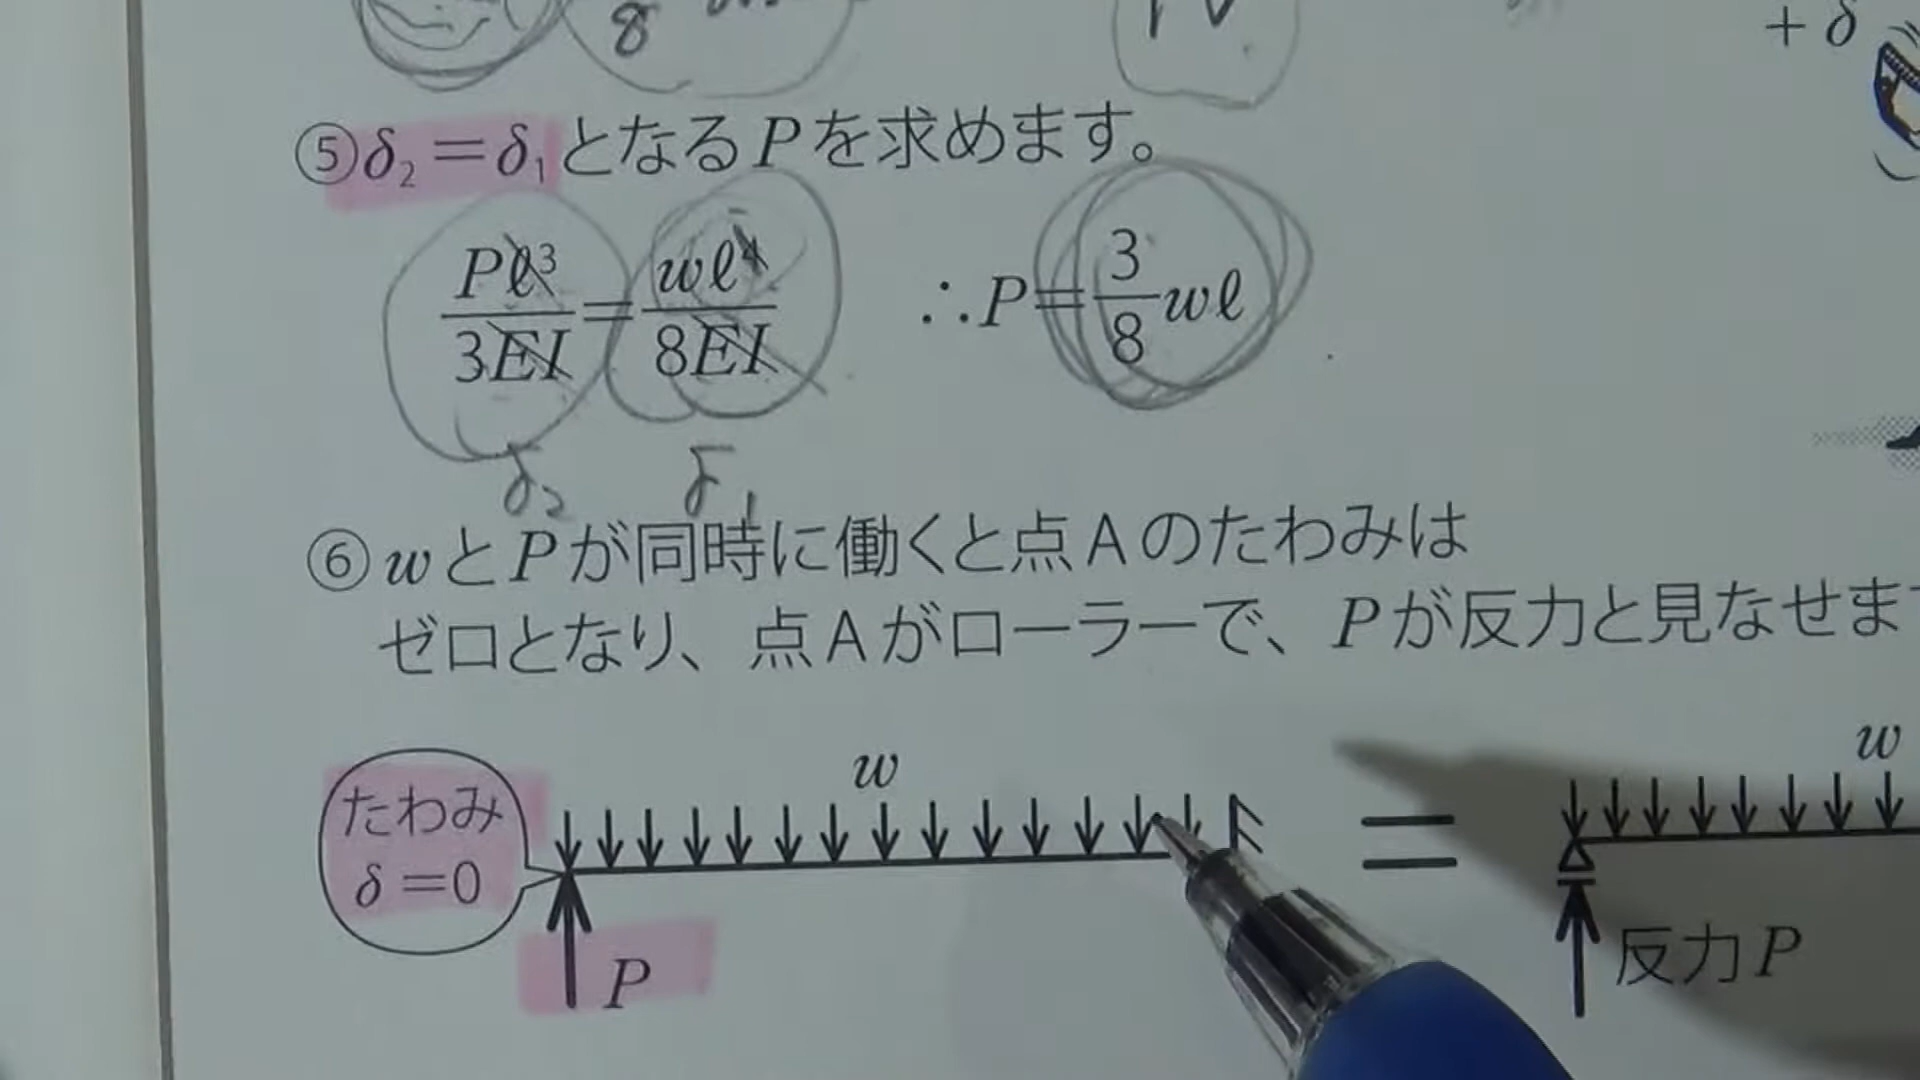 8
+δ
⑤δ₂=δ₁となるPを求めます。
Pℓ³/3EI=wℓ⁴/8EI ∴P=3/8wℓ
δ₂ δ₁
⑥wとPが同時に働くと点Aのたわみは
ゼロとなり、点Aがローラーで、Pが反力と見なせま
w
w
たわみ
δ=0
=
P
反力P